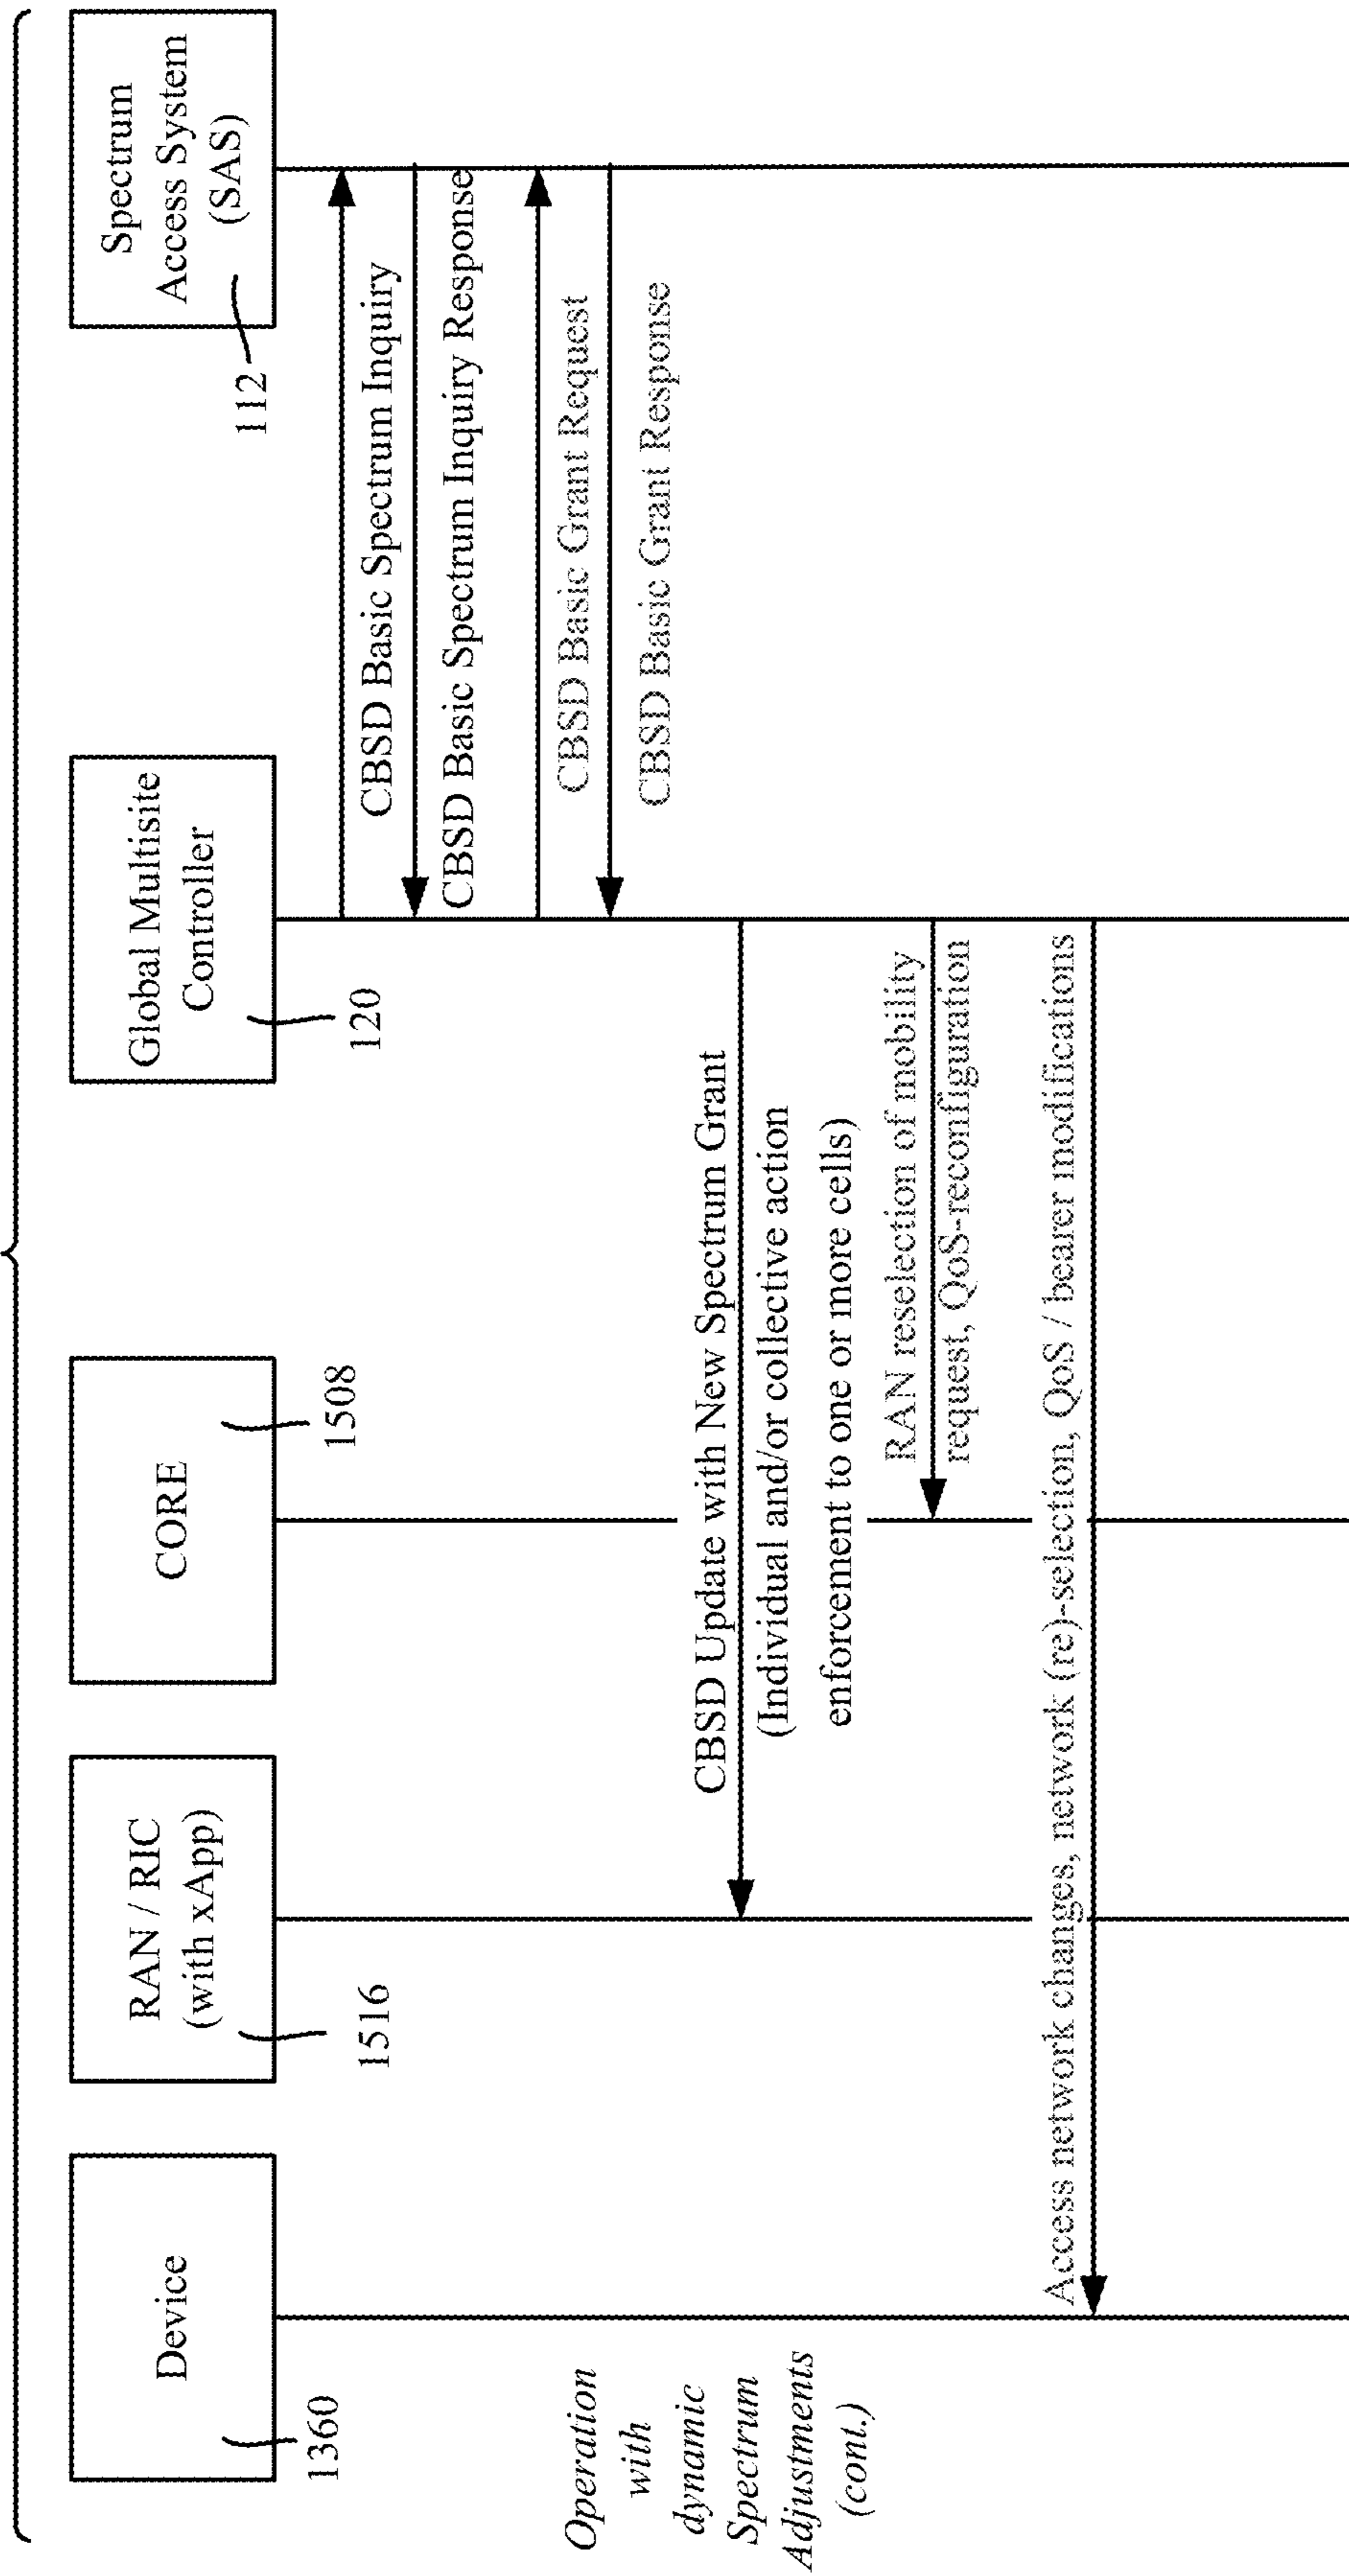 Device
1360
RAN / RIC
(with xApp)
1516
CORE
1508
Global Multisite
Controller
120
Spectrum
Access System
(SAS)
112
CBSD Basic Spectrum Inquiry
CBSD Basic Spectrum Inquiry Response
CBSD Basic Grant Request
CBSD Basic Grant Response
Operation
with
dynamic
Spectrum
Adjustments
(cont.)
CBSD Update with New Spectrum Grant
(Individual and/or collective action
enforcement to one or more cells)
RAN reselection of mobility
request, QoS-reconfiguration
Access network changes, network (re)-selection, QoS / bearer modifications